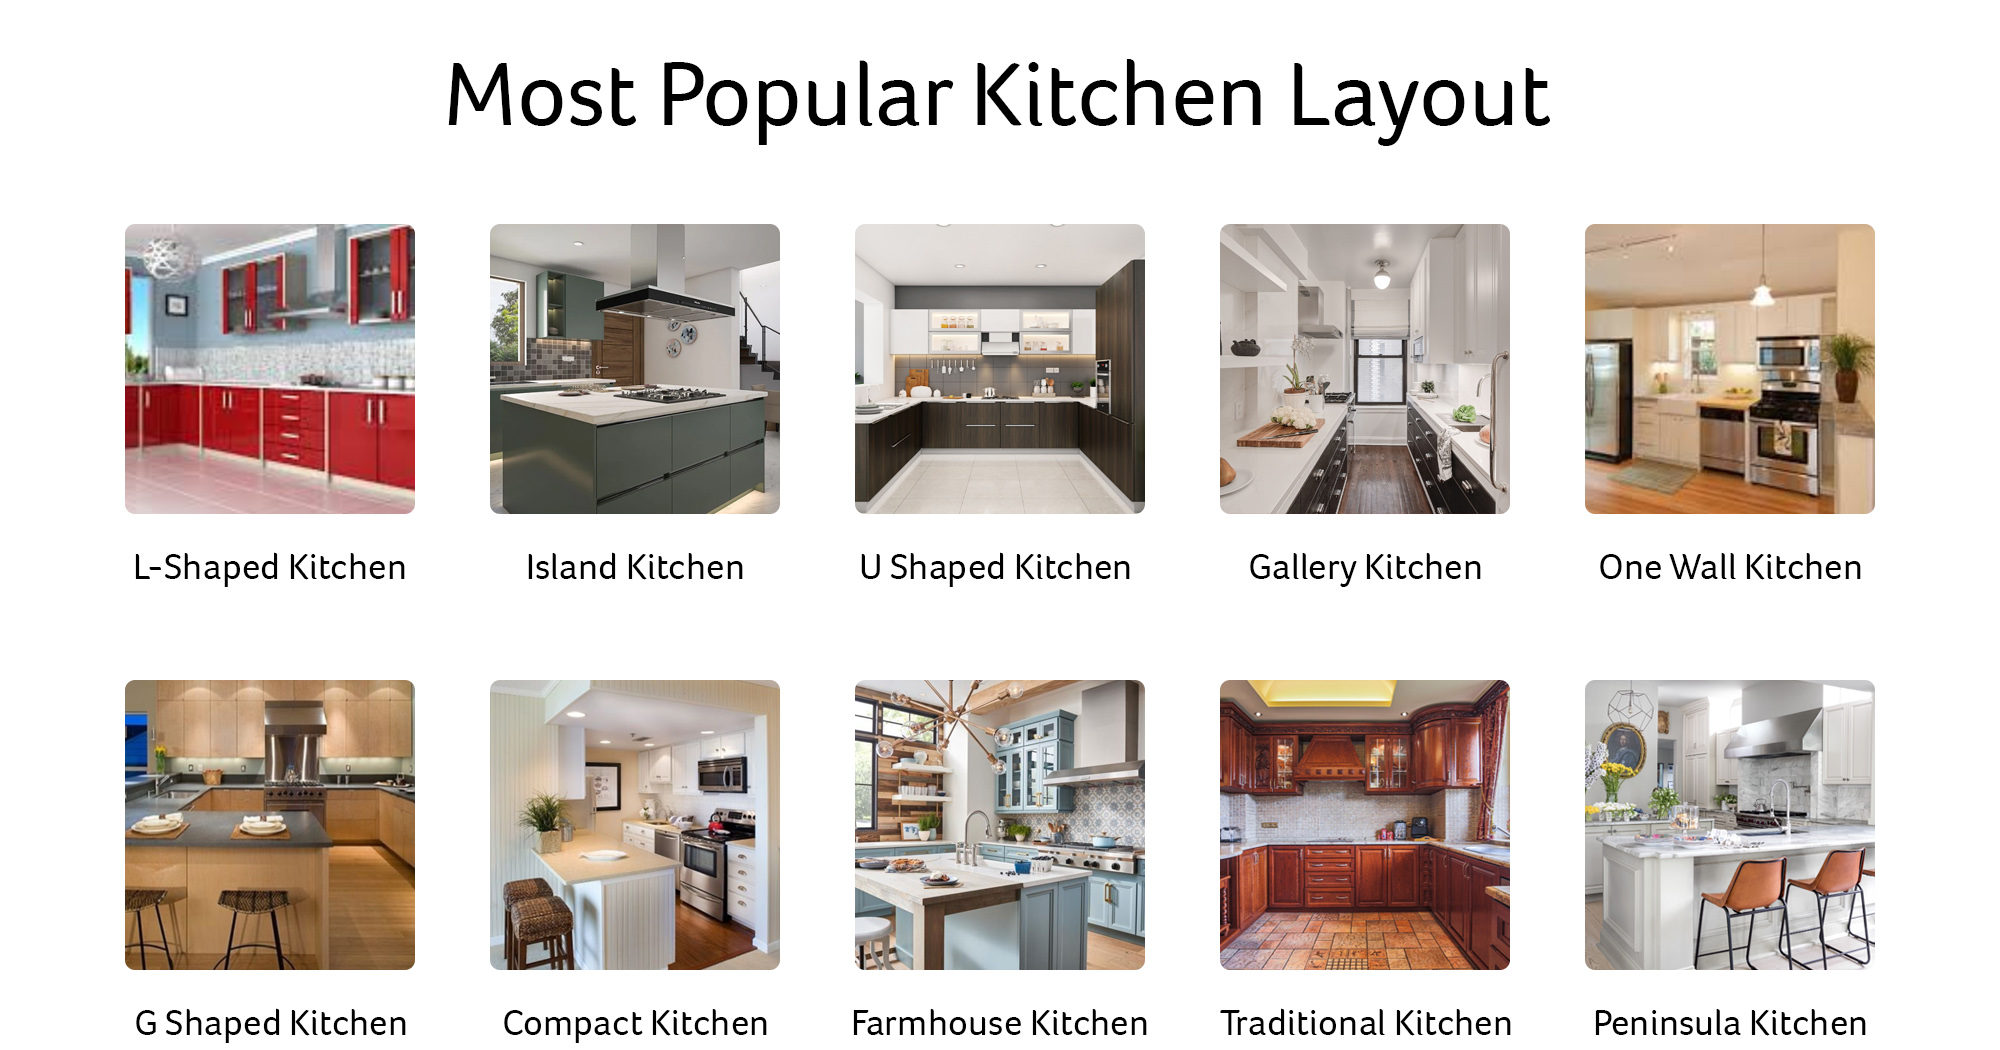 Most Popular Kitchen Layout
L-Shaped Kitchen
Island Kitchen
U Shaped Kitchen
Gallery Kitchen
One Wall Kitchen
G Shaped Kitchen
Compact Kitchen
Farmhouse Kitchen
Traditional Kitchen
Peninsula Kitchen